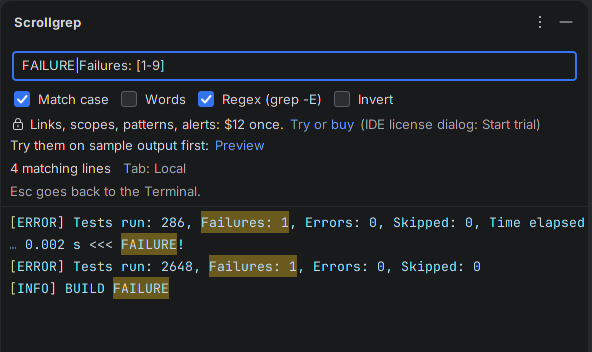 Scrollgrep
FAILURE|Failures: [1-9]
Match case Words Regex (grep -E) Invert
Links, scopes, patterns, alerts: $12 once. Try or buy (IDE license dialog: Start trial)
Try them on sample output first: Preview
4 matching lines Tab: Local
Esc goes back to the Terminal.
[ERROR] Tests run: 286, Failures: 1, Errors: 0, Skipped: 0, Time elapsed
… 0.002 s <<< FAILURE!
[ERROR] Tests run: 2648, Failures: 1, Errors: 0, Skipped: 0
[INFO] BUILD FAILURE